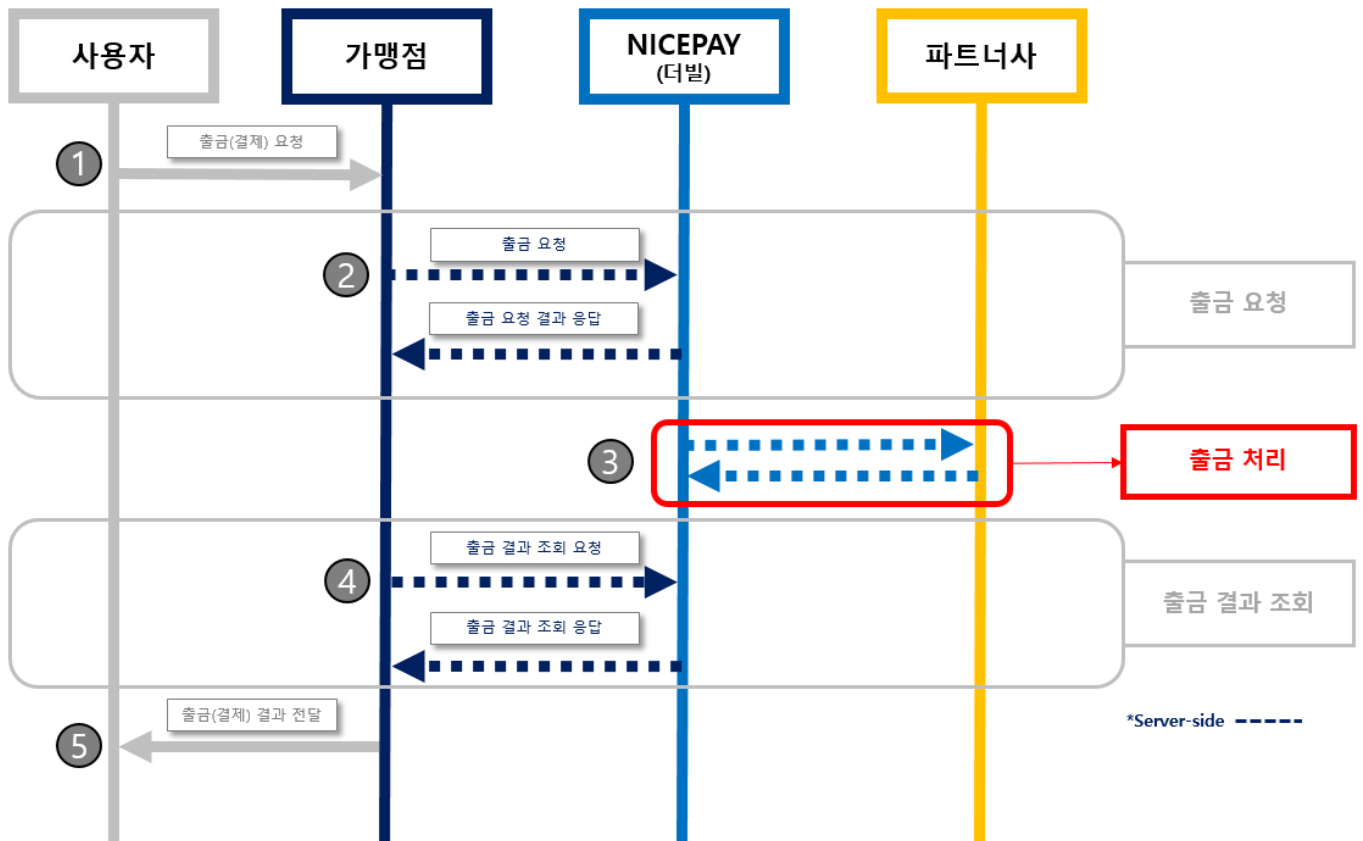 사용자
가맹점
NICEPAY
(더빌)
파트너사
1
출금(결제) 요청
2
출금 요청
출금 요청 결과 응답
출금 요청
3
출금 처리
4
출금 결과 조회 요청
출금 결과 조회 응답
출금 결과 조회
5
출금(결제) 결과 전달
*Server-side